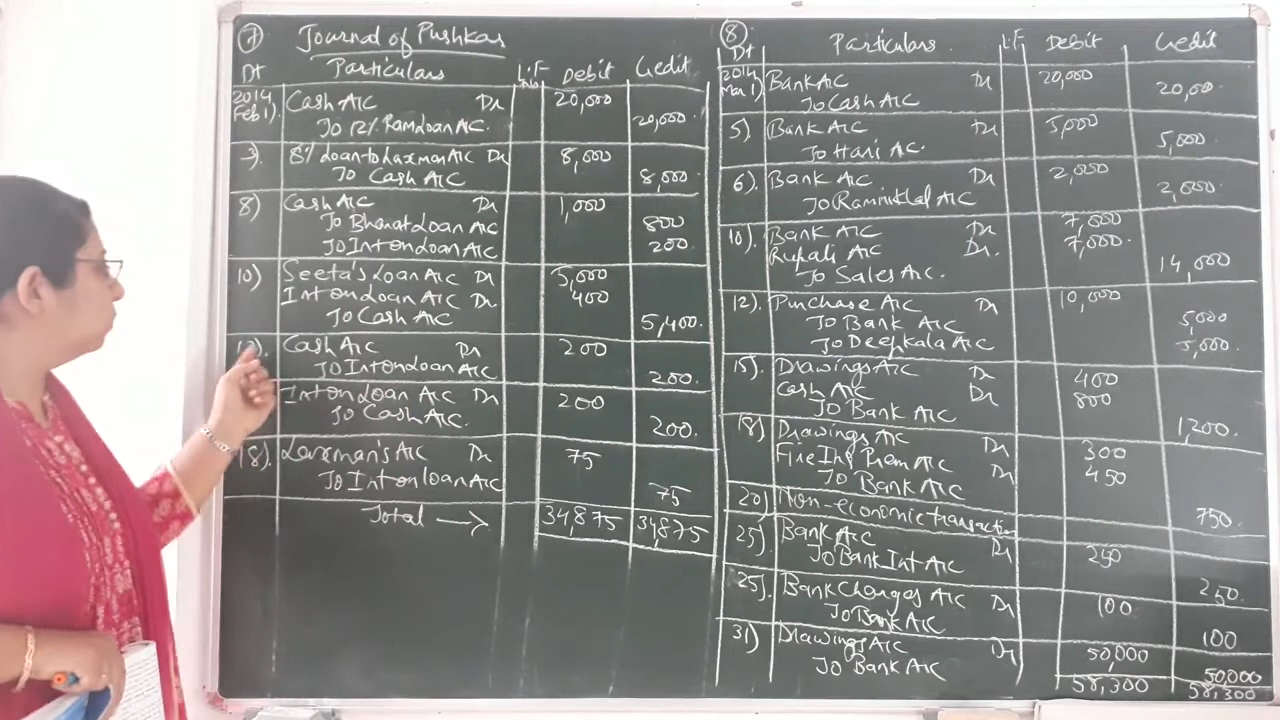 7 Journal of Pushkar
Dt Particulars L.F No. Debit Credit
2014 Feb 1). Cash A/C Dr 20,000
To 12% Ram Loan A/C. 20,000.
3). 8% Loan to Laxman A/C Dr 8,000
To Cash A/C 8,000.
8) Cash A/C Dr 1,000
To Bharat Loan A/C 800
To Int on Loan A/C 200.
10) Seeta's Loan A/C Dr 5,000
Int on Loan A/C Dr 400
To Cash A/C 5,400.
Cash A/C Dr 200
To Int on Loan A/C 200.
Int on Loan A/C Dr 200
To Cash A/C. 200.
18). Laxman's A/C Dr 75
To Int on loan A/C 75
Total → 34,875 34,875
8
Dt Particulars. L.F Debit Credit
2014 Mar 1) Bank A/C Dr 20,000
To Cash A/C 20,000.
5). Bank A/C Dr 5,000
To Hari A/C. 5,000.
6). Bank A/C Dr 2,000
To Ramniklal A/C 2,000.
10). Bank A/C Dr 7,000
Rupali A/C Dr. 7,000.
To Sales A/C. 14,000
12). Purchase A/C Dr 10,000
To Bank A/C 5,000
To Deepkala A/C 5,000.
15). Drawings A/C Dr 400
Cash A/C Dr 800
To Bank A/C 1,200.
18) Drawings A/C Dr 300
Fire Ins Prem A/C Dr 450
To Bank A/C 750.
20) Non-economic transaction
25). Bank A/C Dr 250
To Bank Int A/C 250.
25). Bank Charges A/C Dr 100
To Bank A/C 100
31) Drawings A/C Dr 50,000
To Bank A/C 50,000
58,300 58,300